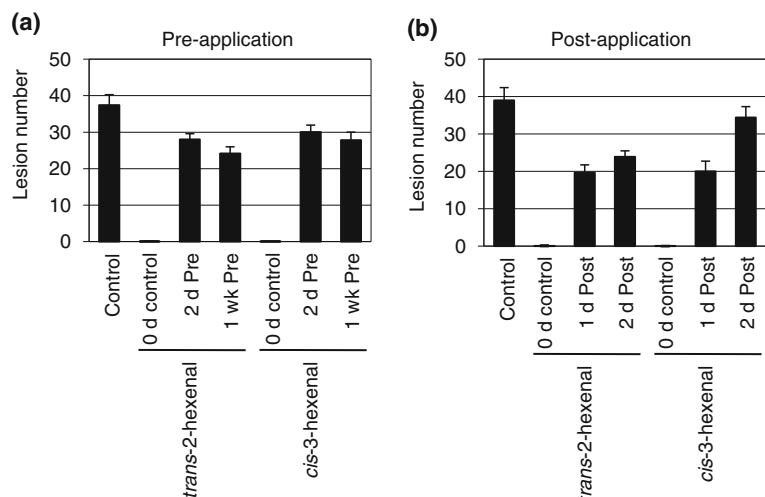 (a)
Pre-application
Lesion number
50
40
30
20
10
0
Control
0 d control
2 d Pre
1 wk Pre
0 d control
2 d Pre
1 wk Pre
trans-2-hexenal
cis-3-hexenal
(b)
Post-application
Lesion number
50
40
30
20
10
0
Control
0 d control
1 d Post
2 d Post
0 d control
1 d Post
2 d Post
trans-2-hexenal
cis-3-hexenal